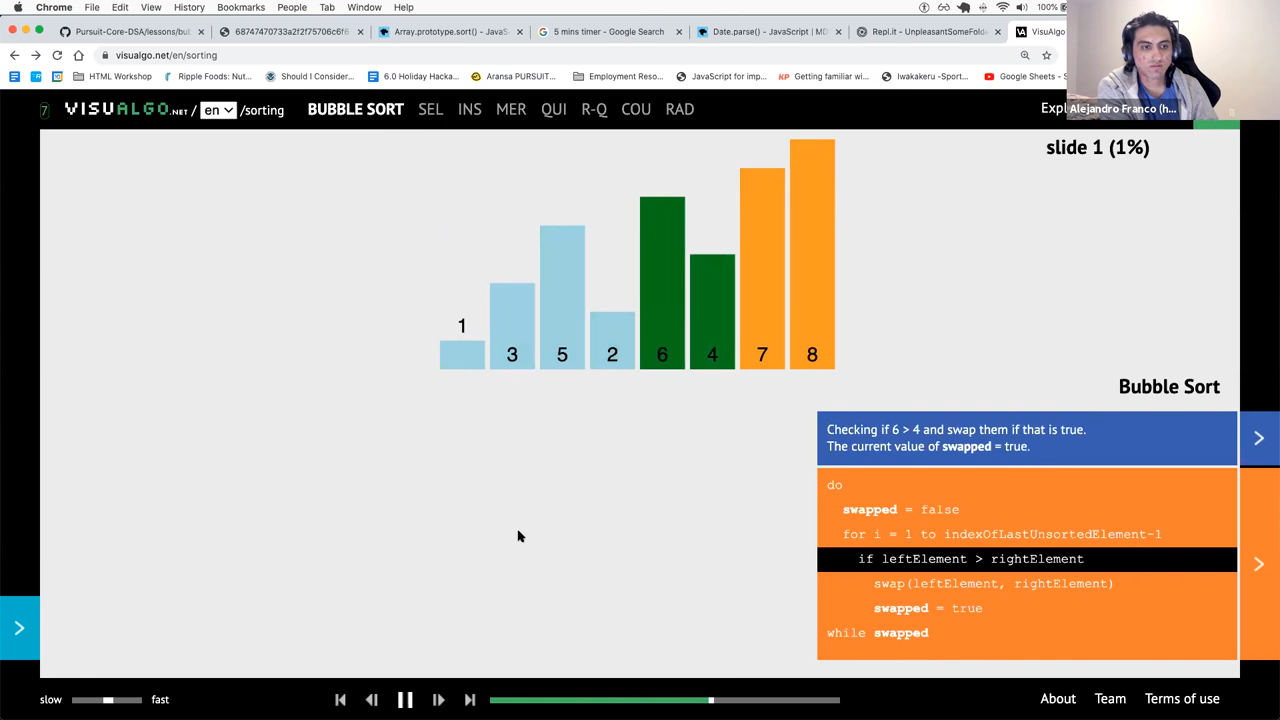 Chrome File Edit View History Bookmarks People Tab Window Help 100%
Pursuit-Core-DSA/lessons/bub 68747470733a2f2f75706c6f6 Array.prototype.sort() - JavaSc 5 mins timer - Google Search Date.parse() - JavaScript | MD Repl.it - UnpleasantSomeFold VisuAlgo
visualgo.net/en/sorting
HTML Workshop Ripple Foods: Nut... Should I Consider... 6.0 Holiday Hacka... Aransa PURSUIT... Employment Reso... JavaScript for imp... Getting familiar wi... Iwakakeru -Sport... Google Sheets - S
Alejandro Franco (h...
7 VISUALGO.NET / en /sorting BUBBLE SORT SEL INS MER QUI R-Q COU RAD Expl
slide 1 (1%)
1
3 5 2 6 4 7 8
Bubble Sort
Checking if 6 > 4 and swap them if that is true.
The current value of swapped = true.
do
swapped = false
for i = 1 to indexOfLastUnsortedElement-1
if leftElement > rightElement
swap(leftElement, rightElement)
swapped = true
while swapped
slow fast About Team Terms of use